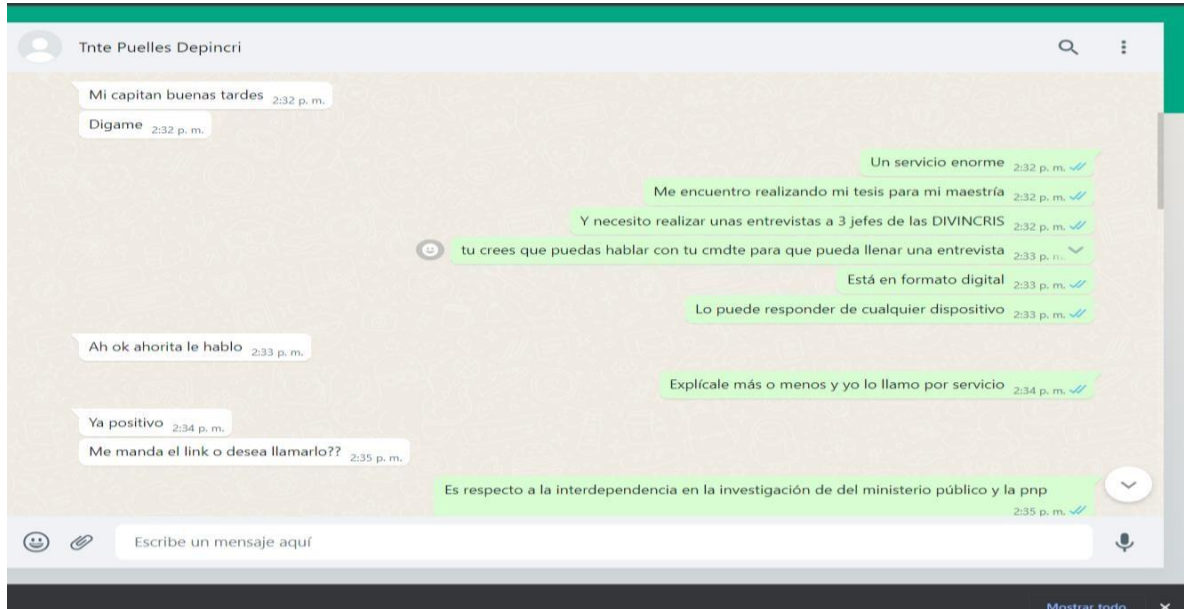 Tnte Puelles Depincri
Mi capitan buenas tardes 2:32 p. m.
Digame 2:32 p. m.
Un servicio enorme 2:32 p. m.
Me encuentro realizando mi tesis para mi maestría 2:32 p. m.
Y necesito realizar unas entrevistas a 3 jefes de las DIVINCRIS 2:32 p. m.
tu crees que puedas hablar con tu cmdte para que pueda llenar una entrevista 2:33 p. m.
Está en formato digital 2:33 p. m.
Lo puede responder de cualquier dispositivo 2:33 p. m.
Ah ok ahorita le hablo 2:33 p. m.
Explícale más o menos y yo lo llamo por servicio 2:34 p. m.
Ya positivo 2:34 p. m.
Me manda el link o desea llamarlo?? 2:35 p. m.
Es respecto a la interdependencia en la investigación de del ministerio público y la pnp
2:35 p. m.
Escribe un mensaje aquí
Mostrar todo